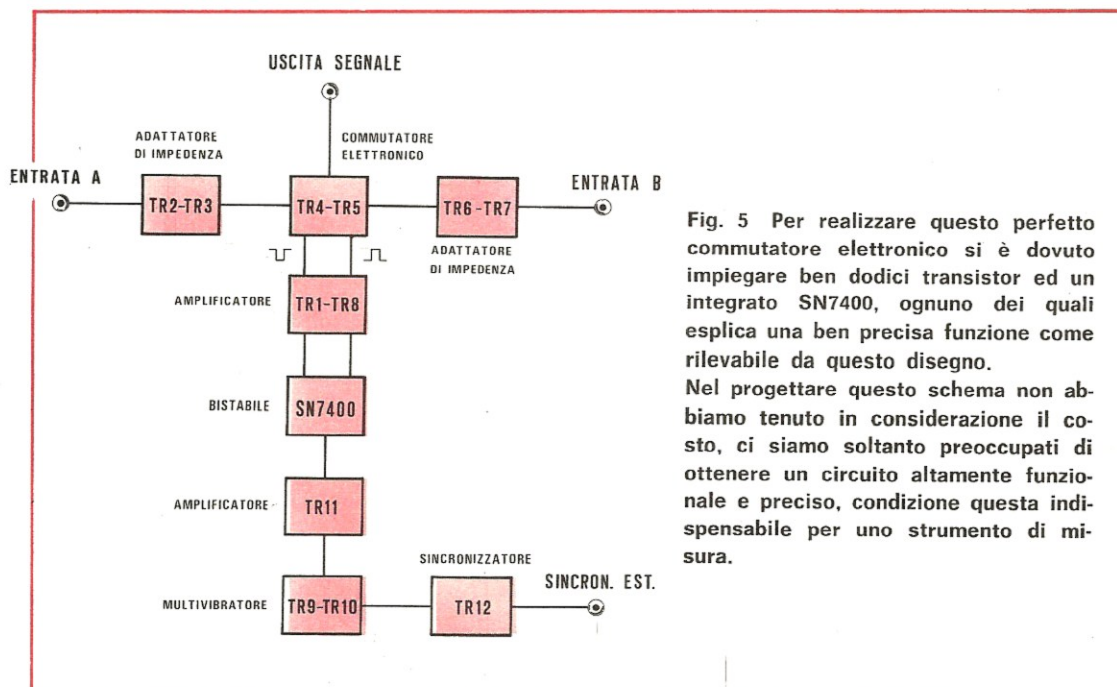 USCITA SEGNALE
ADATTATORE
DI IMPEDENZA
COMMUTATORE
ELETTRONICO
ENTRATA A
ENTRATA B
TR2-TR3
TR4-TR5
TR6-TR7
ADATTATORE
DI IMPEDENZA
AMPLIFICATORE
TR1-TR8
BISTABILE
SN7400
AMPLIFICATORE
TR11
SINCRONIZZATORE
SINCRON. EST.
MULTIVIBRATORE
TR9-TR10
TR12
Fig. 5 Per realizzare questo perfetto
commutatore elettronico si è dovuto
impiegare ben dodici transistor ed un
integrato SN7400, ognuno dei quali
esplica una ben precisa funzione come
rilevabile da questo disegno.
Nel progettare questo schema non ab-
biamo tenuto in considerazione il co-
sto, ci siamo soltanto preoccupati di
ottenere un circuito altamente funzio-
nale e preciso, condizione questa indi-
spensabile per uno strumento di mi-
sura.